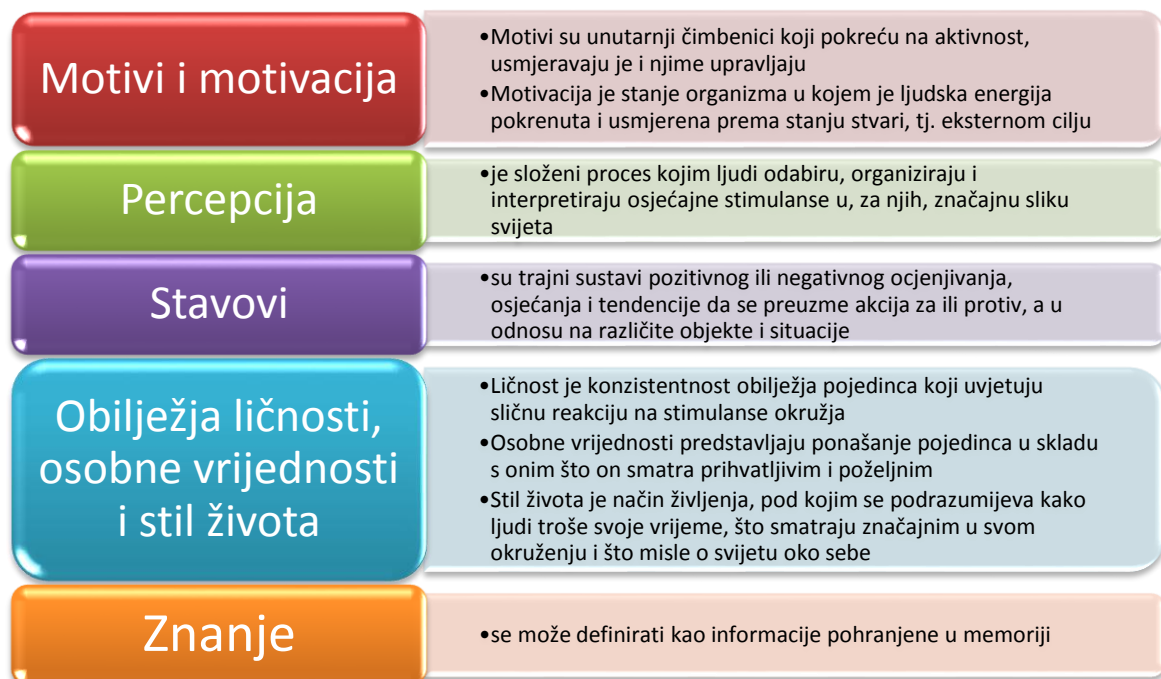 Motivi i motivacija
•Motivi su unutarnji čimbenici koji pokreću na aktivnost,
usmjeravaju je i njime upravljaju
•Motivacija je stanje organizma u kojem je ljudska energija
pokrenuta i usmjerena prema stanju stvari, tj. eksternom cilju
Percepcija
•je složeni proces kojim ljudi odabiru, organiziraju i
interpretiraju osjećajne stimulanse u, za njih, značajnu sliku
svijeta
Stavovi
•su trajni sustavi pozitivnog ili negativnog ocjenjivanja,
osjećanja i tendencije da se preuzme akcija za ili protiv, a u
odnosu na različite objekte i situacije
Obilježja ličnosti,
osobne vrijednosti
i stil života
•Ličnost je konzistentnost obilježja pojedinca koji uvjetuju
sličnu reakciju na stimulanse okružja
•Osobne vrijednosti predstavljaju ponašanje pojedinca u skladu
s onim što on smatra prihvatljivim i poželjnim
•Stil života je način življenja, pod kojim se podrazumijeva kako
ljudi troše svoje vrijeme, što smatraju značajnim u svom
okruženju i što misle o svijetu oko sebe
Znanje
•se može definirati kao informacije pohranjene u memoriji